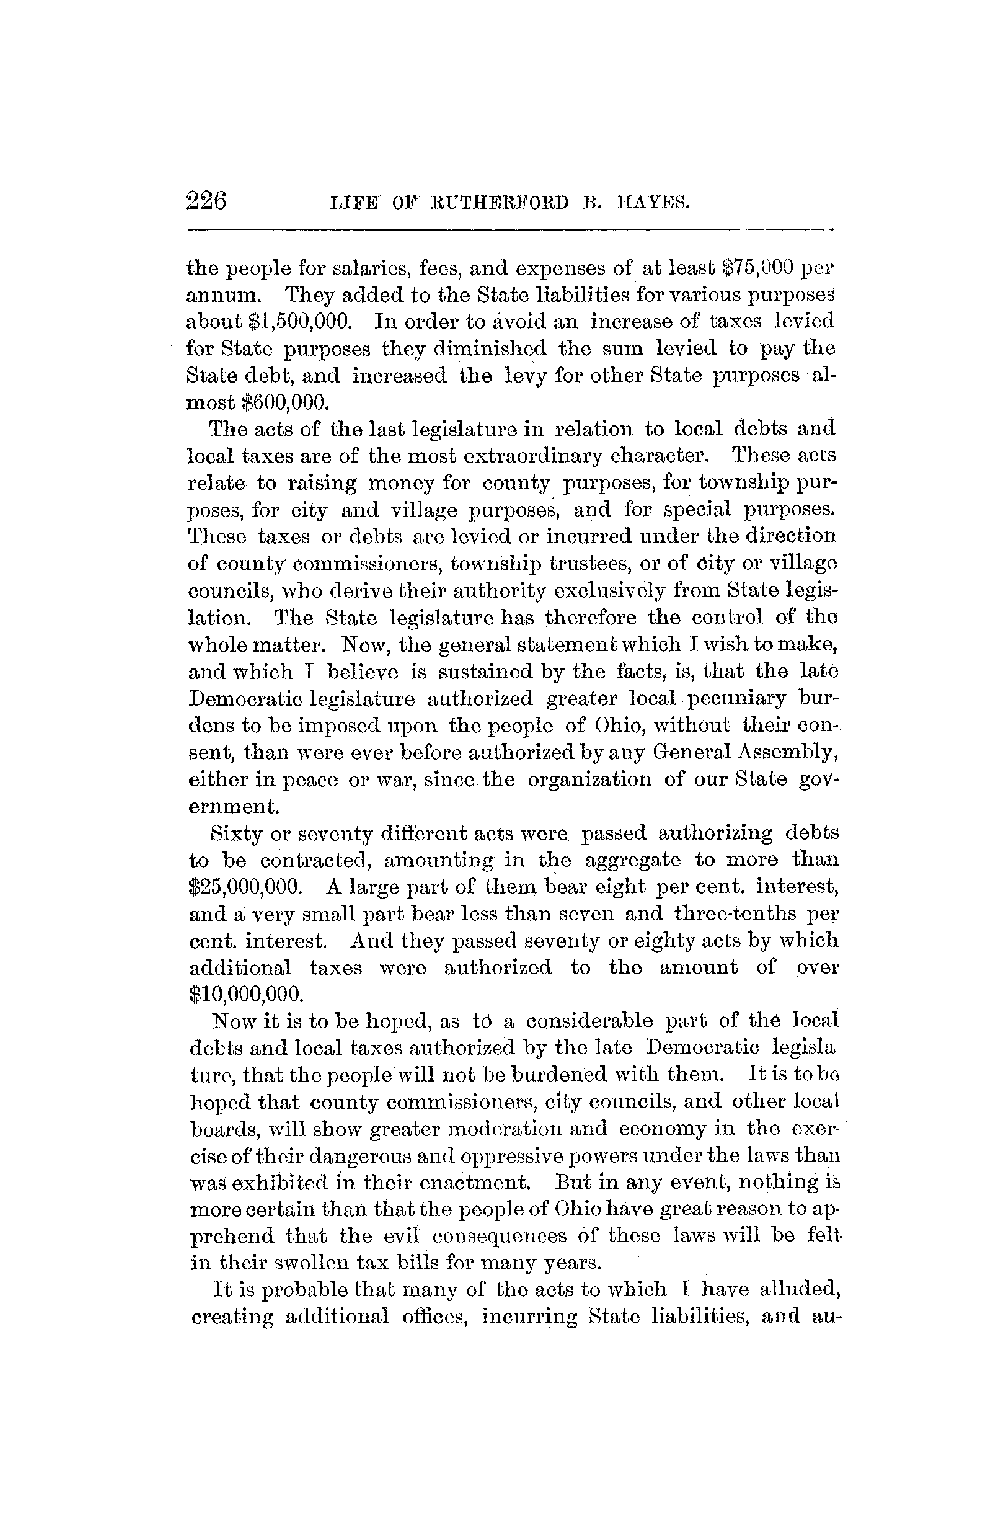 226 LIFE OF RUTHERFORD B. HAYES.
the people for salaries, fees, and expenses of at least $75,000 per
annum. They added to the State liabilities for various purposes
about $1,500,000. In order to avoid an increase of taxes levied
for State purposes they diminished the sum levied to pay the
State debt, and increased the levy for other State purposes al-
most $600,000.
The acts of the last legislature in relation to local debts and
local taxes are of the most extraordinary character. These acts
relate to raising money for county purposes, for township pur-
poses, for city and village purposes, and for special purposes.
These taxes or debts are levied or incurred under the direction
of county commissioners, township trustees, or of city or village
councils, who derive their authority exclusively from State legis-
lation. The State legislature has therefore the control of the
whole matter. Now, the general statement which I wish to make,
and which I believe is sustained by the facts, is, that the late
Democratic legislature authorized greater local pecuniary bur-
dens to be imposed upon the people of Ohio, without their con-
sent, than were ever before authorized by any General Assembly,
either in peace or war, since the organization of our State gov-
ernment.
Sixty or seventy different acts were passed authorizing debts
to be contracted, amounting in the aggregate to more than
$25,000,000. A large part of them bear eight per cent. interest,
and a very small part bear less than seven and three-tenths per
cent. interest. And they passed seventy or eighty acts by which
additional taxes were authorized to the amount of over
$10,000,000.
Now it is to be hoped, as to a considerable part of the local
debts and local taxes authorized by the late Democratic legisla
ture, that the people will not be burdened with them. It is to be
hoped that county commissioners, city councils, and other local
boards, will show greater moderation and economy in the exer-
cise of their dangerous and oppressive powers under the laws than
was exhibited in their enactment. But in any event, nothing is
more certain than that the people of Ohio have great reason to ap-
prehend that the evil consequences of these laws will be felt
in their swollen tax bills for many years.
It is probable that many of the acts to which I have alluded,
creating additional offices, incurring State liabilities, and au-